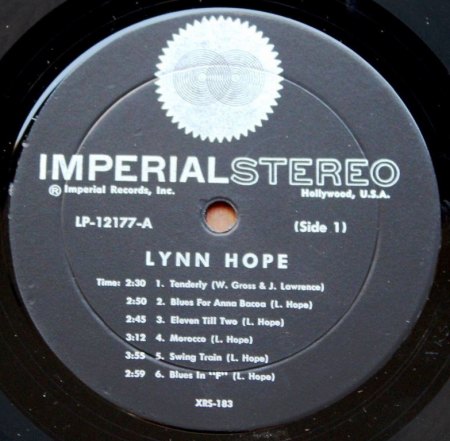 IMPERIAL STEREO
® Imperial Records, Inc. Hollywood, U.S.A.
LP-12177-A (Side 1)
LYNN HOPE
Time: 2:30 1. Tenderly (W. Gross & J. Lawrence)
2:50 2. Blues For Anna Bacoa (L. Hope)
2:45 3. Eleven Till Two (L. Hope)
3:12 4. Morocco (L. Hope)
3:55 5. Swing Train (L. Hope)
2:59 6. Blues In "F" (L. Hope)
XRS-183